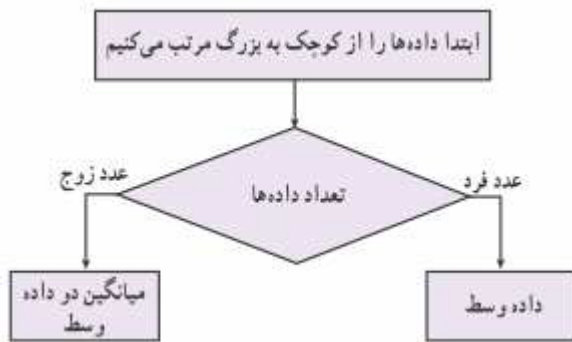 ابتدا داده‌ها را از کوچک به بزرگ مرتب می‌کنیم
عدد فرد
عدد زوج
تعداد داده‌ها
داده وسط
میانگین دو داده
وسط